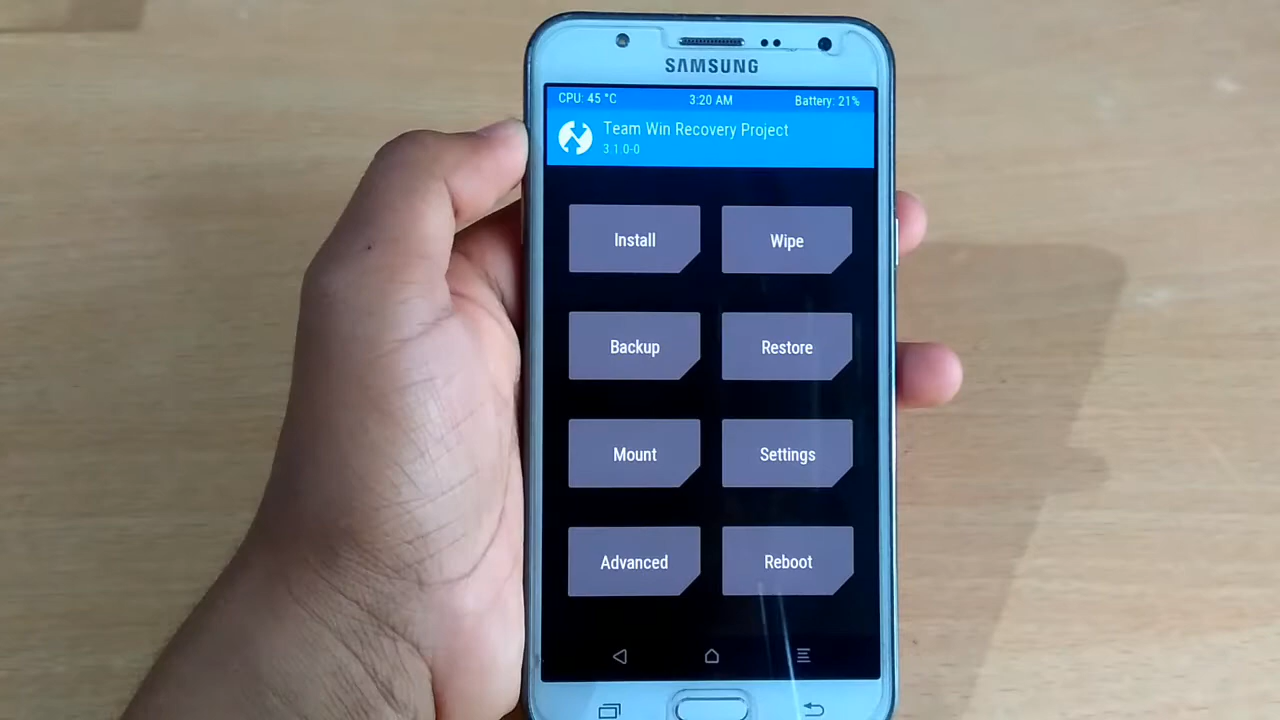 SAMSUNG
CPU: 45 °C 3:20 AM Battery: 21%
Team Win Recovery Project
3.1.0-0
Install Wipe
Backup Restore
Mount Settings
Advanced Reboot